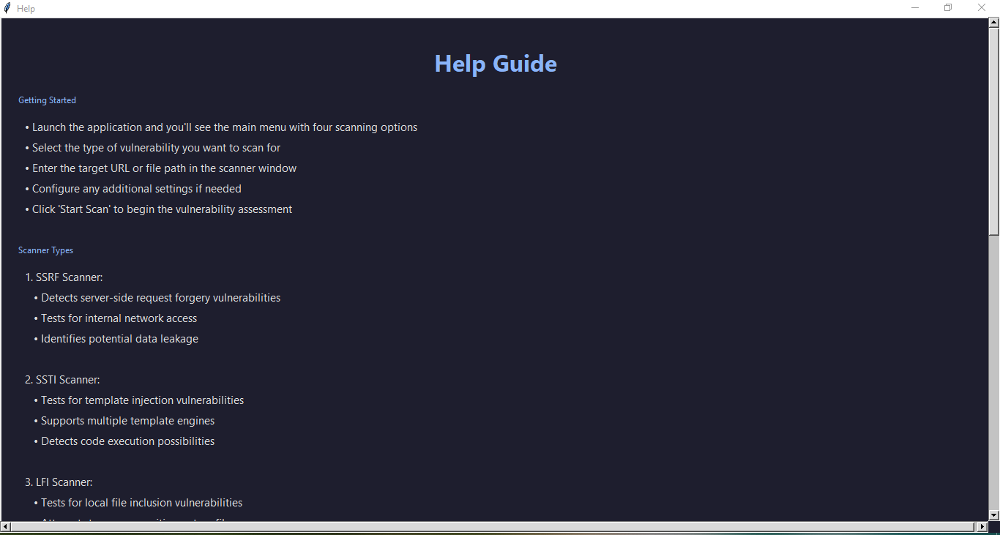 Help
Help Guide
Getting Started
• Launch the application and you'll see the main menu with four scanning options
• Select the type of vulnerability you want to scan for
• Enter the target URL or file path in the scanner window
• Configure any additional settings if needed
• Click 'Start Scan' to begin the vulnerability assessment
Scanner Types
1. SSRF Scanner:
• Detects server-side request forgery vulnerabilities
• Tests for internal network access
• Identifies potential data leakage
2. SSTI Scanner:
• Tests for template injection vulnerabilities
• Supports multiple template engines
• Detects code execution possibilities
3. LFI Scanner:
• Tests for local file inclusion vulnerabilities